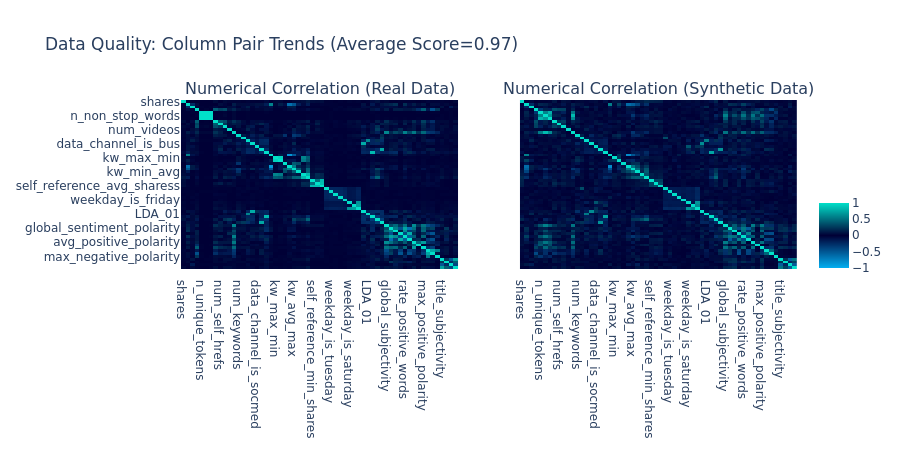 Data Quality: Column Pair Trends (Average Score=0.97)
Numerical Correlation (Real Data)
Numerical Correlation (Synthetic Data)
shares
n_non_stop_words
num_videos
data_channel_is_bus
kw_max_min
kw_min_avg
self_reference_avg_sharess
weekday_is_friday
LDA_01
global_sentiment_polarity
avg_positive_polarity
max_negative_polarity
1
0.5
0
−0.5
−1
shares
n_unique_tokens
num_self_hrefs
num_keywords
data_channel_is_socmed
kw_max_min
kw_avg_max
self_reference_min_shares
weekday_is_tuesday
weekday_is_saturday
LDA_01
global_subjectivity
rate_positive_words
max_positive_polarity
title_subjectivity
shares
n_unique_tokens
num_self_hrefs
num_keywords
data_channel_is_socmed
kw_max_min
kw_avg_max
self_reference_min_shares
weekday_is_tuesday
weekday_is_saturday
LDA_01
global_subjectivity
rate_positive_words
max_positive_polarity
title_subjectivity